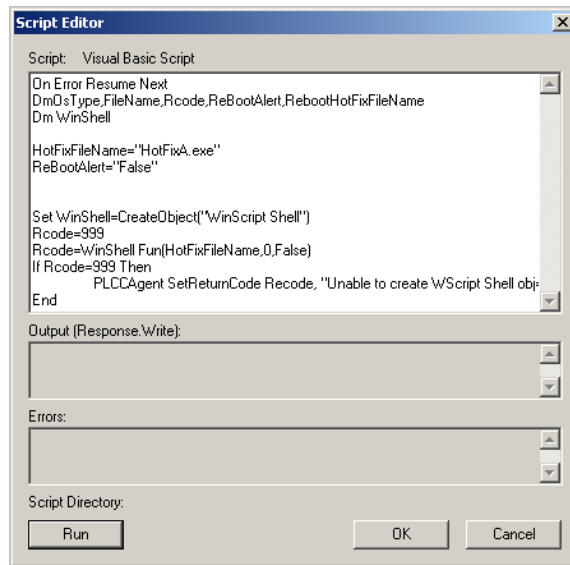 Script Editor
Script: Visual Basic Script
On Error Resume Next
DmOsType,FileName,Rcode,ReBootAlert,RebootHotFixFileName
Dm WinShell
HotFixFileName="HotFixA.exe"
ReBootAlert="False"
Set WinShell=CreateObject("WinScript Shell")
Rcode=999
Rcode=WinShell Fun(HotFixFileName,0,False)
If Rcode=999 Then
PLCCAgent SetReturnCode Recode, "Unable to create WScript Shell obj
End
Output (Response.Write):
Errors:
Script Directory:
Run OK Cancel